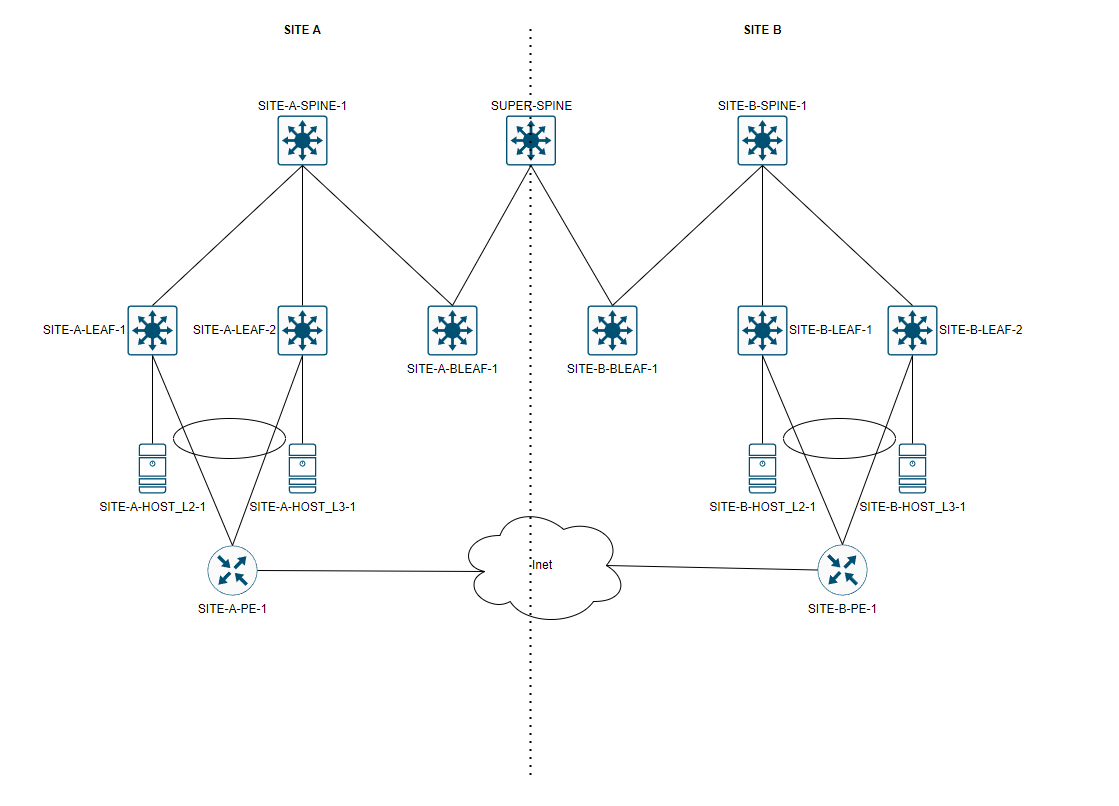 SITE A
SITE B
SITE-A-SPINE-1
SUPER-SPINE
SITE-B-SPINE-1
SITE-A-LEAF-1
SITE-A-LEAF-2
SITE-B-LEAF-1
SITE-B-LEAF-2
SITE-A-BLEAF-1
SITE-B-BLEAF-1
SITE-A-HOST_L2-1
SITE-A-HOST_L3-1
SITE-B-HOST_L2-1
SITE-B-HOST_L3-1
Inet
SITE-A-PE-1
SITE-B-PE-1